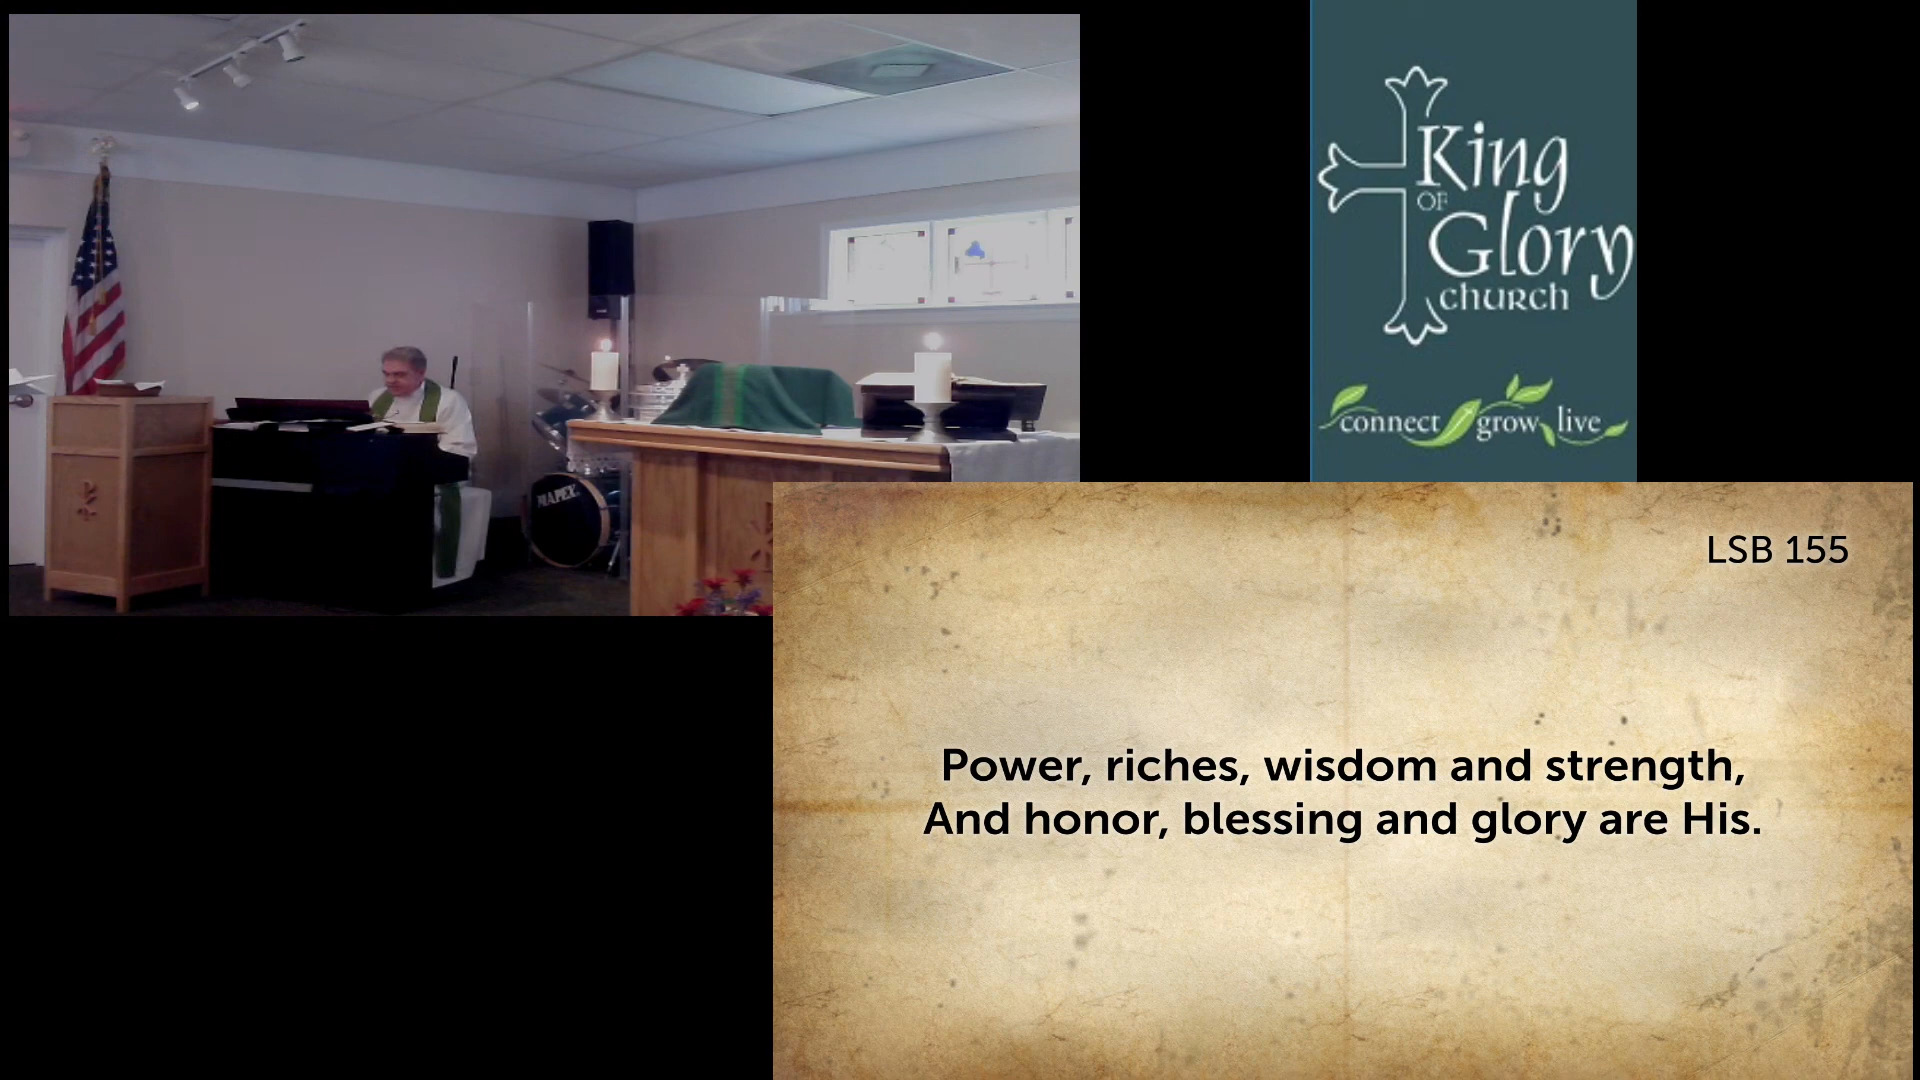 King
OF
Glory
church
connect grow live
MAPEX
LSB 155
Power, riches, wisdom and strength,
And honor, blessing and glory are His.